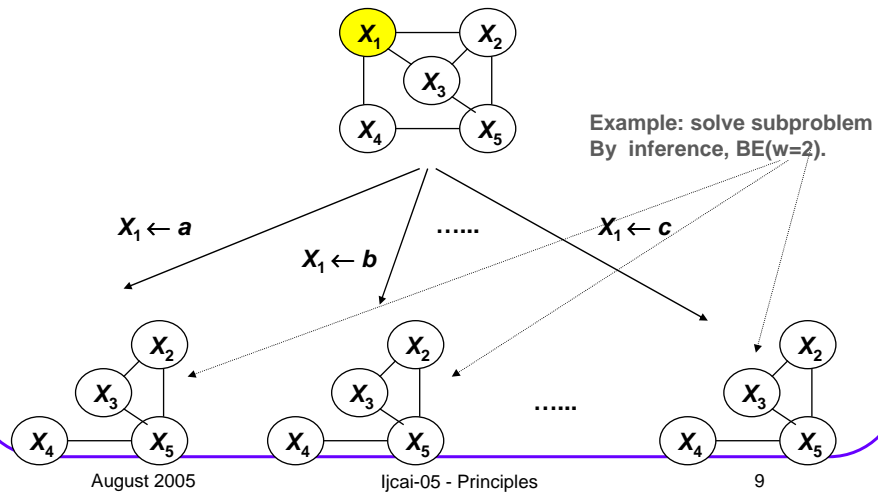 X1
X2
X3
X4
X5
Example: solve subproblem
By inference, BE(w=2).
X1 ← a
X1 ← b
…...
X1 ← c
X2
X3
X4
X5
X2
X3
X4
X5
…...
X2
X3
X4
X5
August 2005
Ijcai-05 - Principles
9